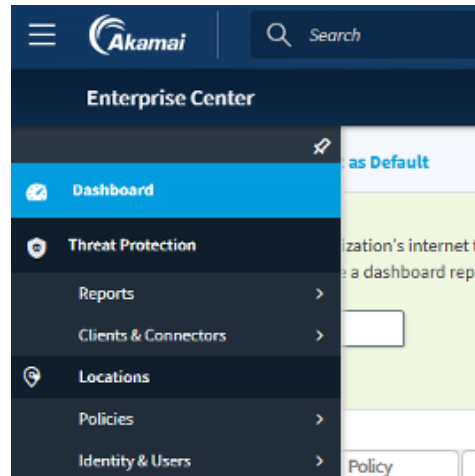 Akamai
Search
Enterprise Center
as Default
Dashboard
Threat Protection
ization's internet
Reports
a dashboard rep
Clients & Connectors
Locations
Policies
Identity & Users
Policy